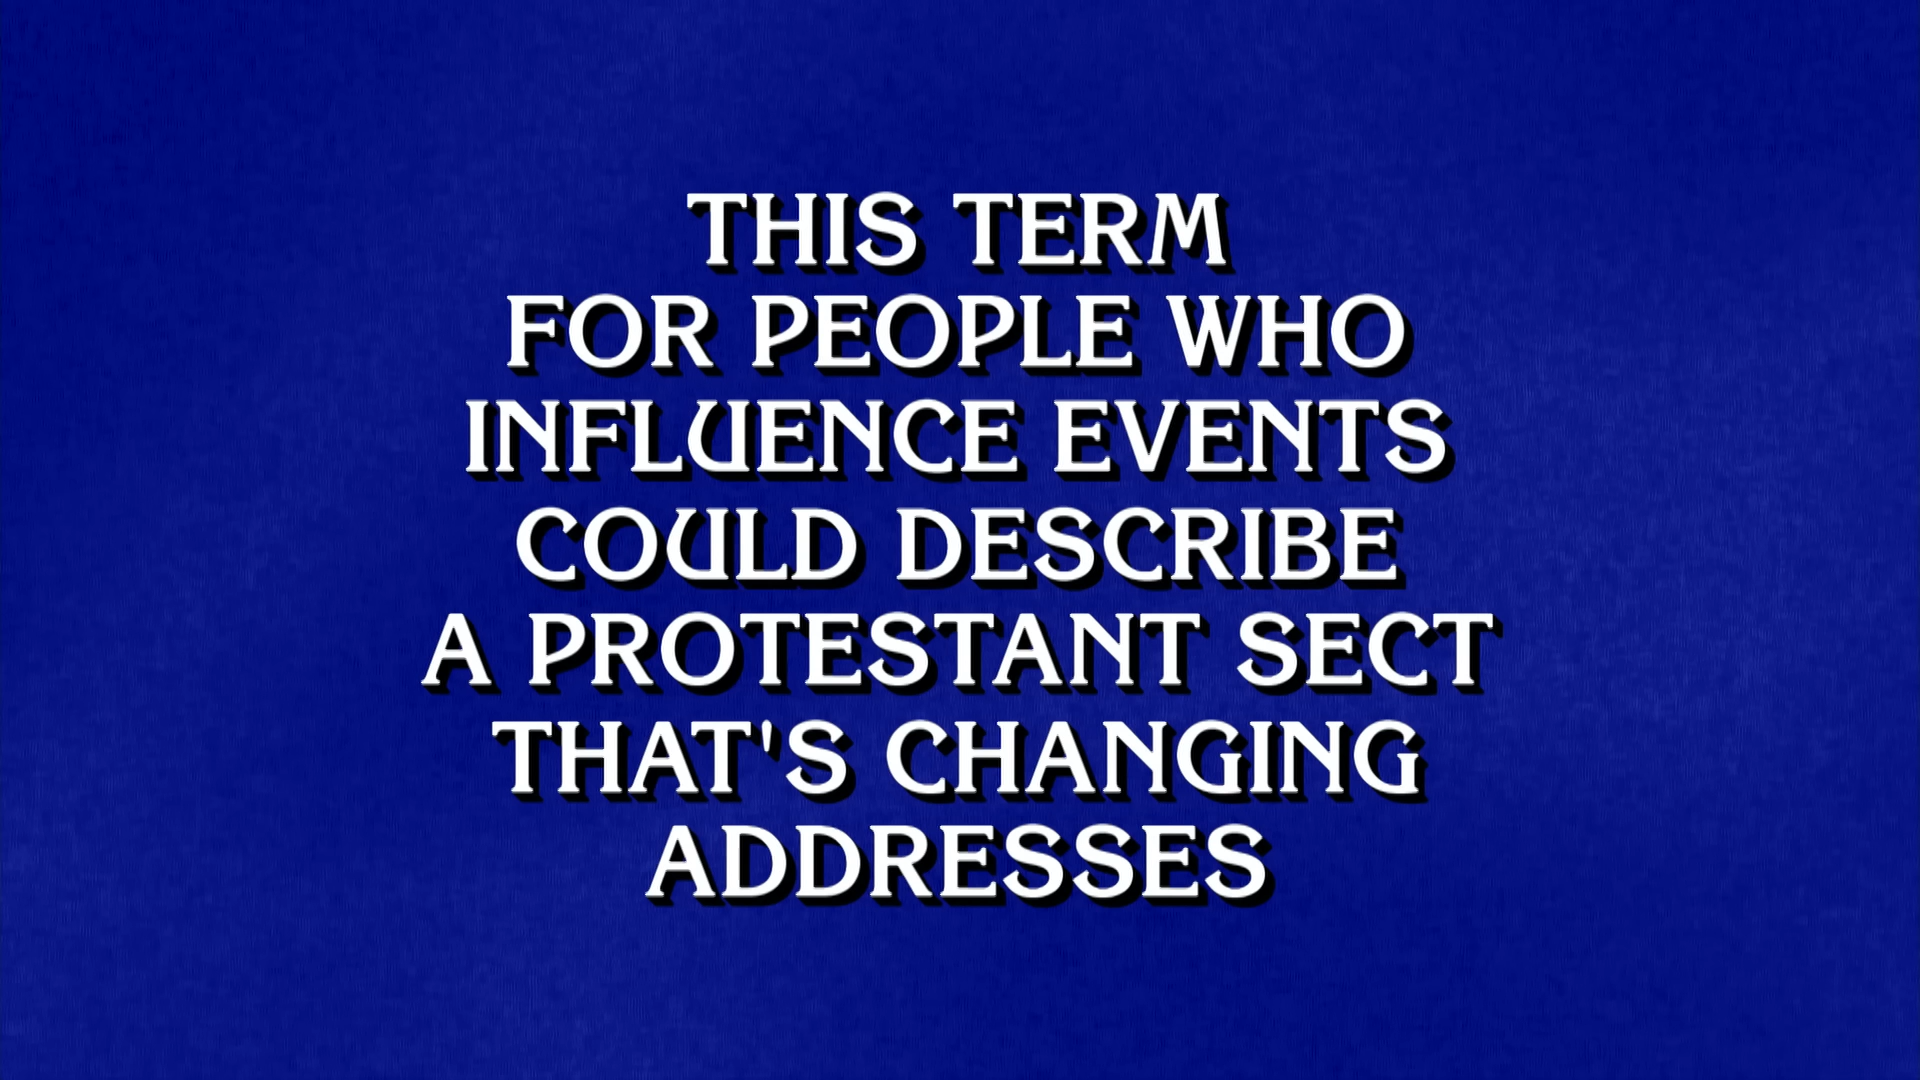 THIS TERM
FOR PEOPLE WHO
INFLUENCE EVENTS
COULD DESCRIBE
A PROTESTANT SECT
THAT'S CHANGING
ADDRESSES